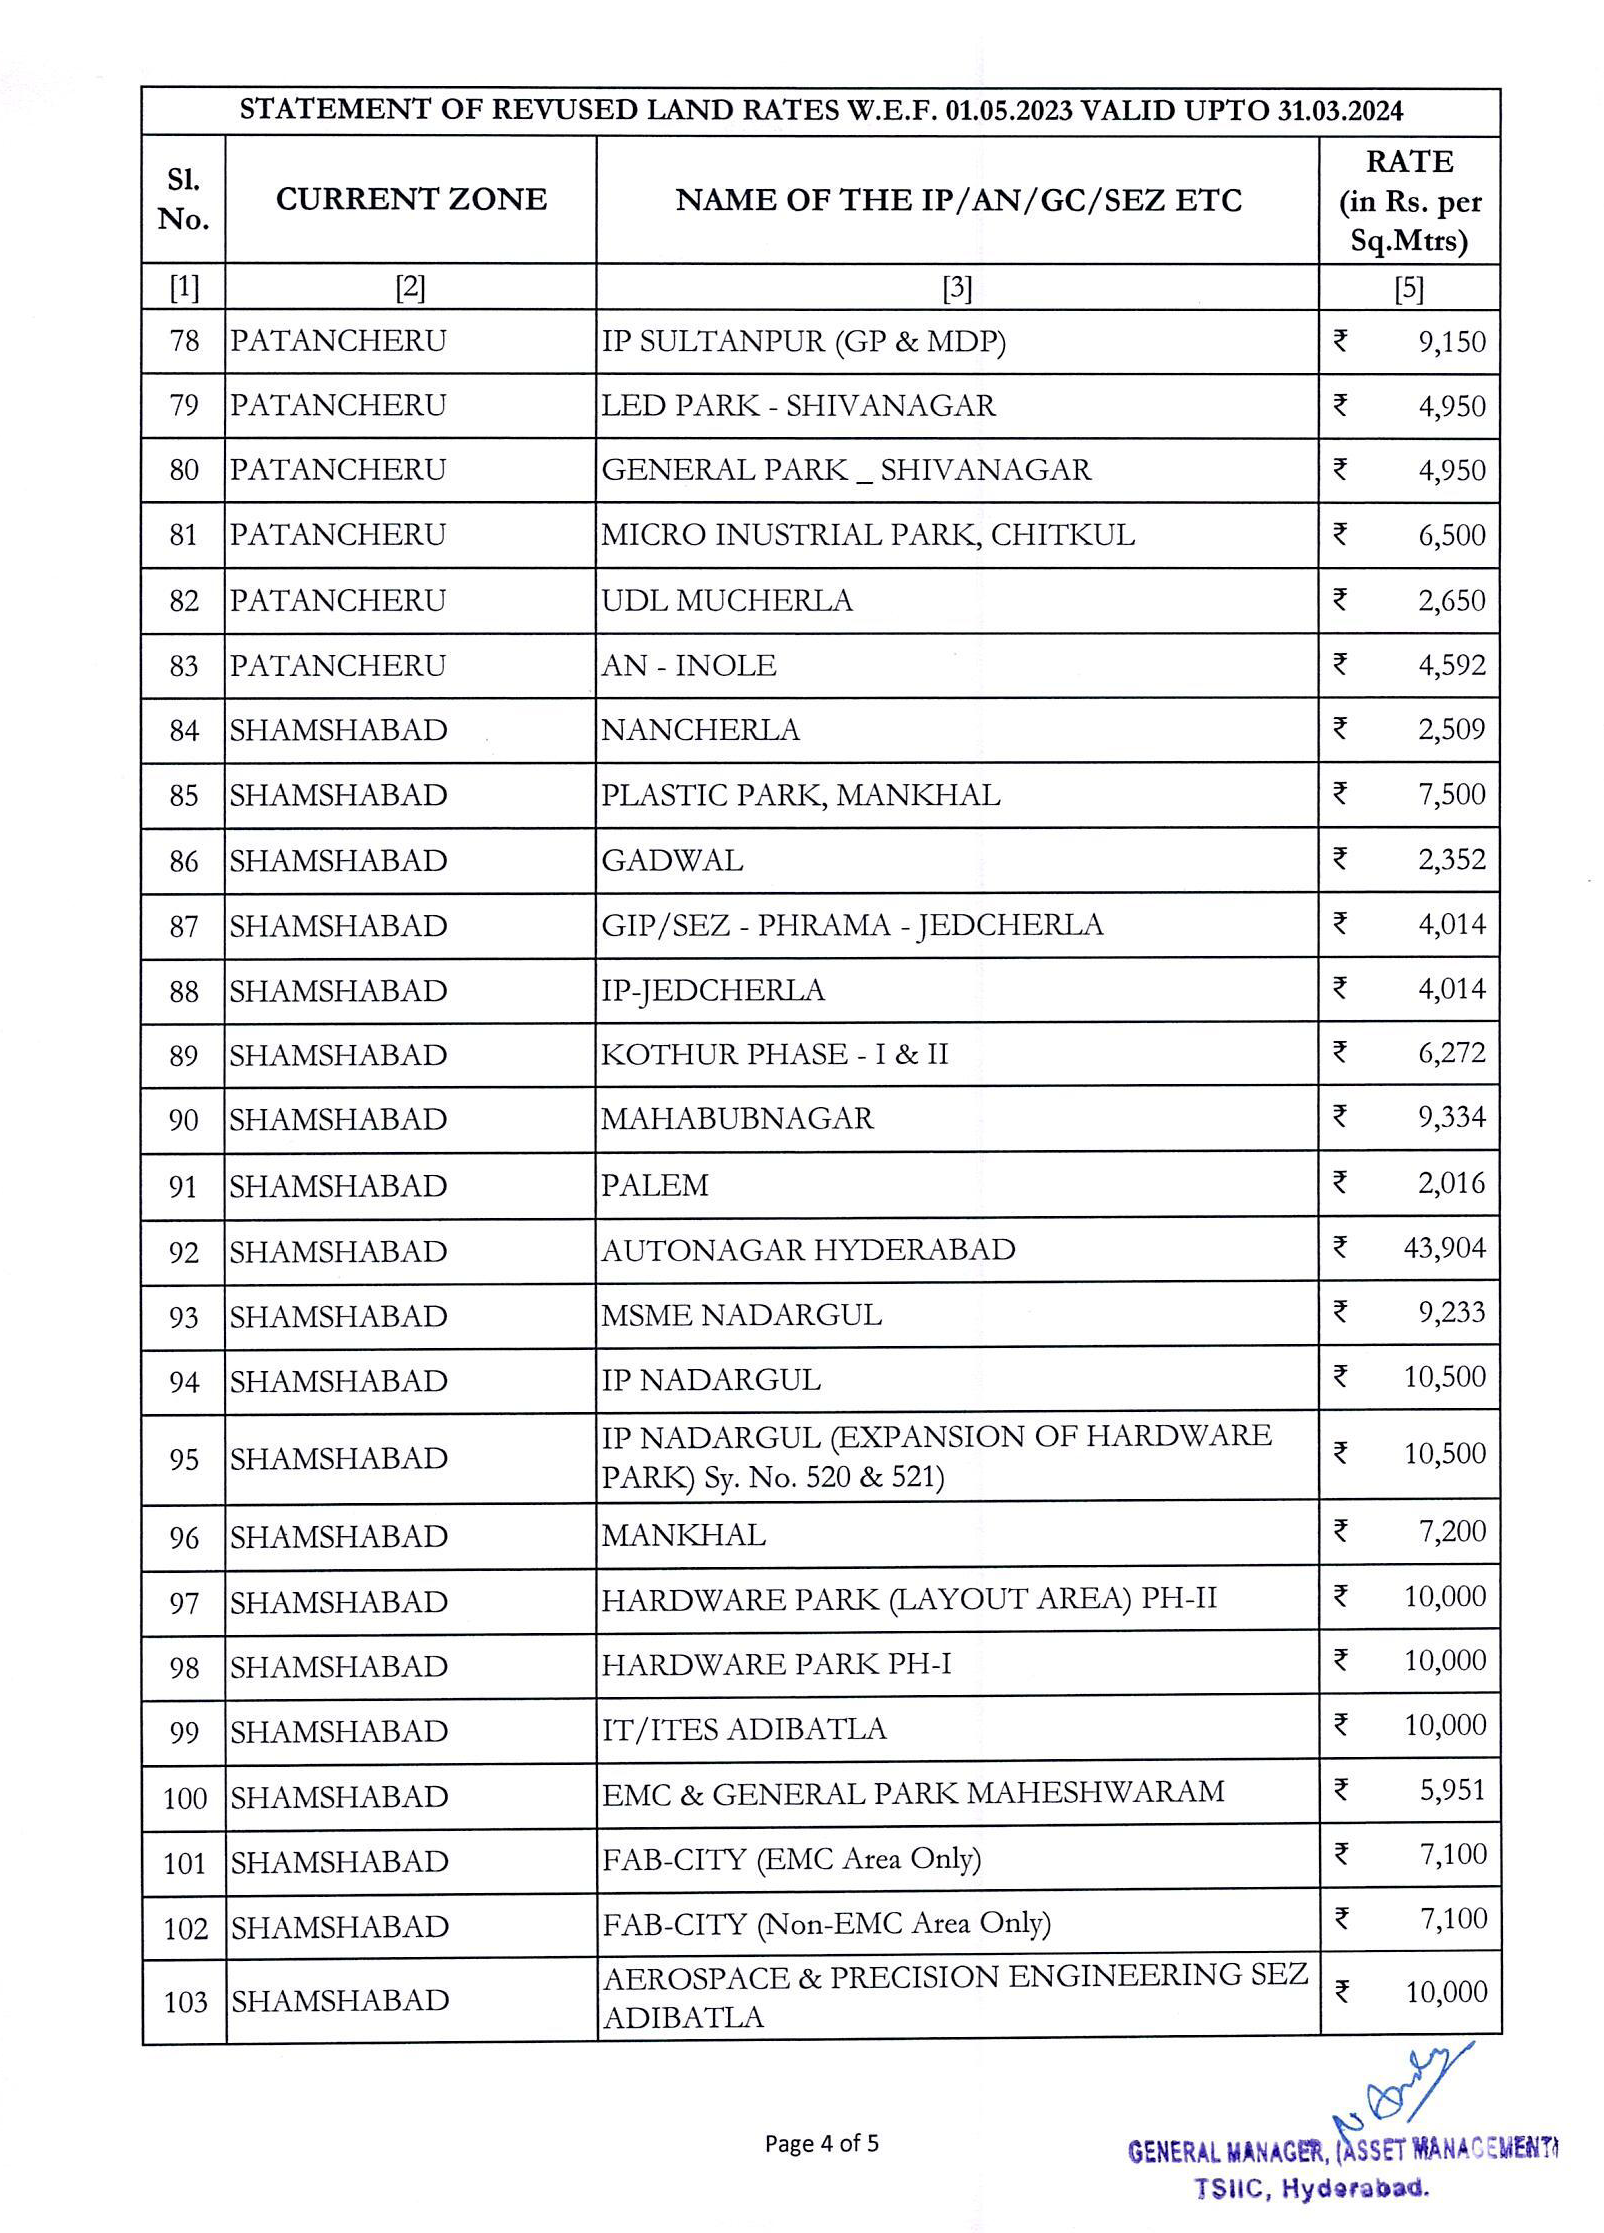 STATEMENT OF REVUSED LAND RATES W.E.F. 01.05.2023 VALID UPTO 31.03.2024
Sl. No. CURRENT ZONE NAME OF THE IP/AN/GC/SEZ ETC RATE (in Rs. per Sq.Mtrs)
[1] [2] [3] [5]
78 PATANCHERU IP SULTANPUR (GP & MDP) ₹ 9,150
79 PATANCHERU LED PARK - SHIVANAGAR ₹ 4,950
80 PATANCHERU GENERAL PARK _ SHIVANAGAR ₹ 4,950
81 PATANCHERU MICRO INUSTRIAL PARK, CHITKUL ₹ 6,500
82 PATANCHERU UDL MUCHERLA ₹ 2,650
83 PATANCHERU AN - INOLE ₹ 4,592
84 SHAMSHABAD NANCHERLA ₹ 2,509
85 SHAMSHABAD PLASTIC PARK, MANKHAL ₹ 7,500
86 SHAMSHABAD GADWAL ₹ 2,352
87 SHAMSHABAD GIP/SEZ - PHRAMA - JEDCHERLA ₹ 4,014
88 SHAMSHABAD IP-JEDCHERLA ₹ 4,014
89 SHAMSHABAD KOTHUR PHASE - I & II ₹ 6,272
90 SHAMSHABAD MAHABUBNAGAR ₹ 9,334
91 SHAMSHABAD PALEM ₹ 2,016
92 SHAMSHABAD AUTONAGAR HYDERABAD ₹ 43,904
93 SHAMSHABAD MSME NADARGUL ₹ 9,233
94 SHAMSHABAD IP NADARGUL ₹ 10,500
95 SHAMSHABAD IP NADARGUL (EXPANSION OF HARDWARE
PARK) Sy. No. 520 & 521) ₹ 10,500
96 SHAMSHABAD MANKHAL ₹ 7,200
97 SHAMSHABAD HARDWARE PARK (LAYOUT AREA) PH-II ₹ 10,000
98 SHAMSHABAD HARDWARE PARK PH-I ₹ 10,000
99 SHAMSHABAD IT/ITES ADIBATLA ₹ 10,000
100 SHAMSHABAD EMC & GENERAL PARK MAHESHWARAM ₹ 5,951
101 SHAMSHABAD FAB-CITY (EMC Area Only) ₹ 7,100
102 SHAMSHABAD FAB-CITY (Non-EMC Area Only) ₹ 7,100
103 SHAMSHABAD AEROSPACE & PRECISION ENGINEERING SEZ
ADIBATLA ₹ 10,000
Page 4 of 5
GENERAL MANAGER, (ASSET MANAGEMENT)
TSIIC, Hyderabad.